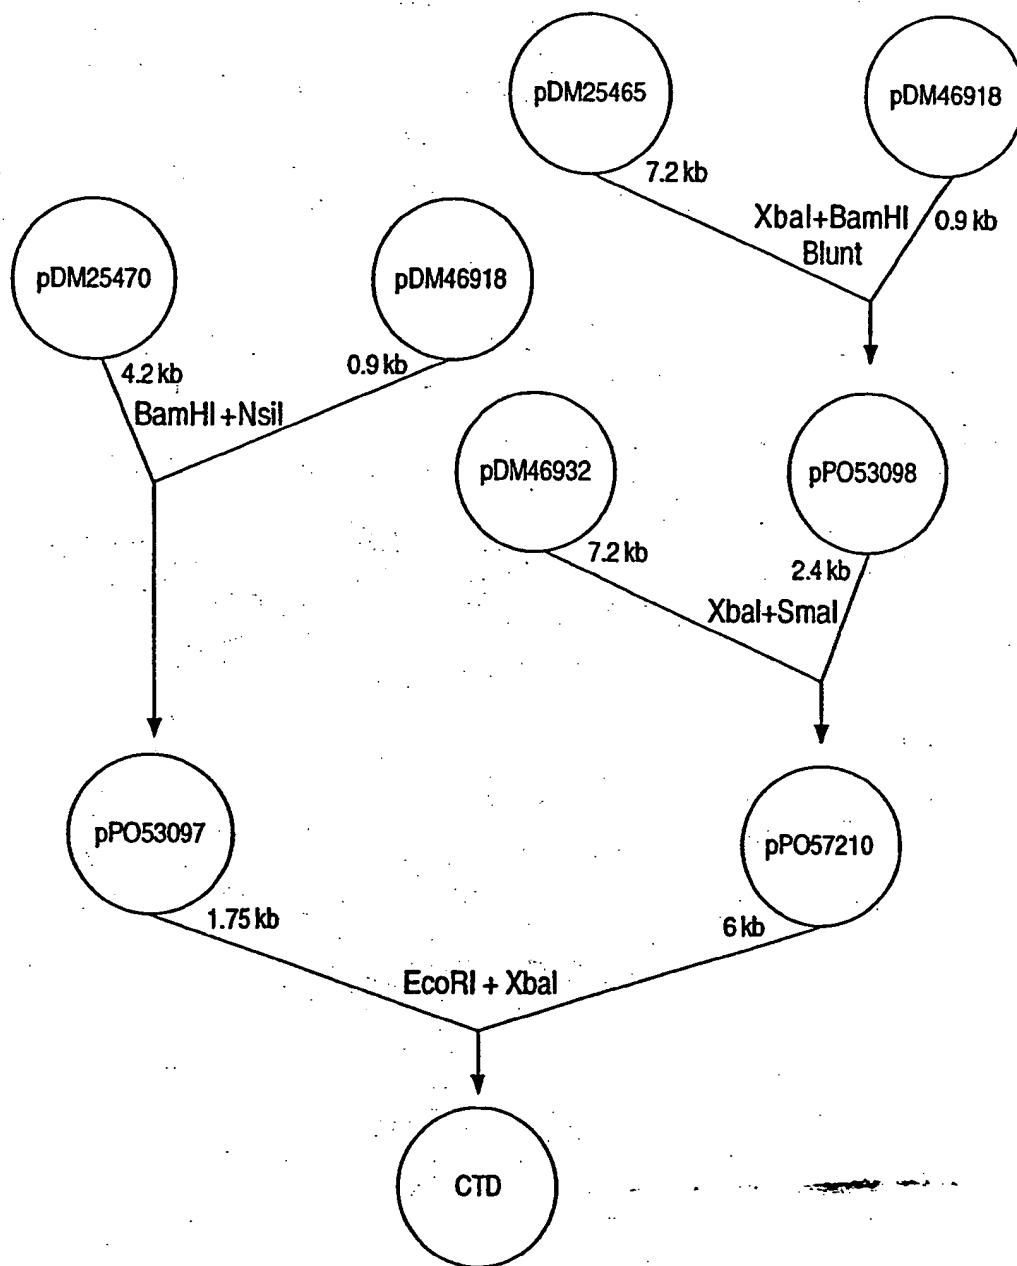 pDM25465
pDM46918
7.2 kb
XbaI+BamHI
Blunt
0.9 kb
pDM25470
pDM46918
4.2 kb
0.9 kb
BamHI +NsiI
pDM46932
pPO53098
7.2 kb
2.4 kb
XbaI+SmaI
pPO53097
pPO57210
1.75 kb
6 kb
EcoRI + XbaI
CTD